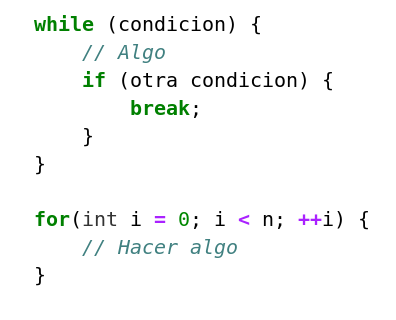 while (condicion) {
    // Algo
    if (otra condicion) {
        break;
    }
}

for(int i = 0; i < n; ++i) {
    // Hacer algo
}